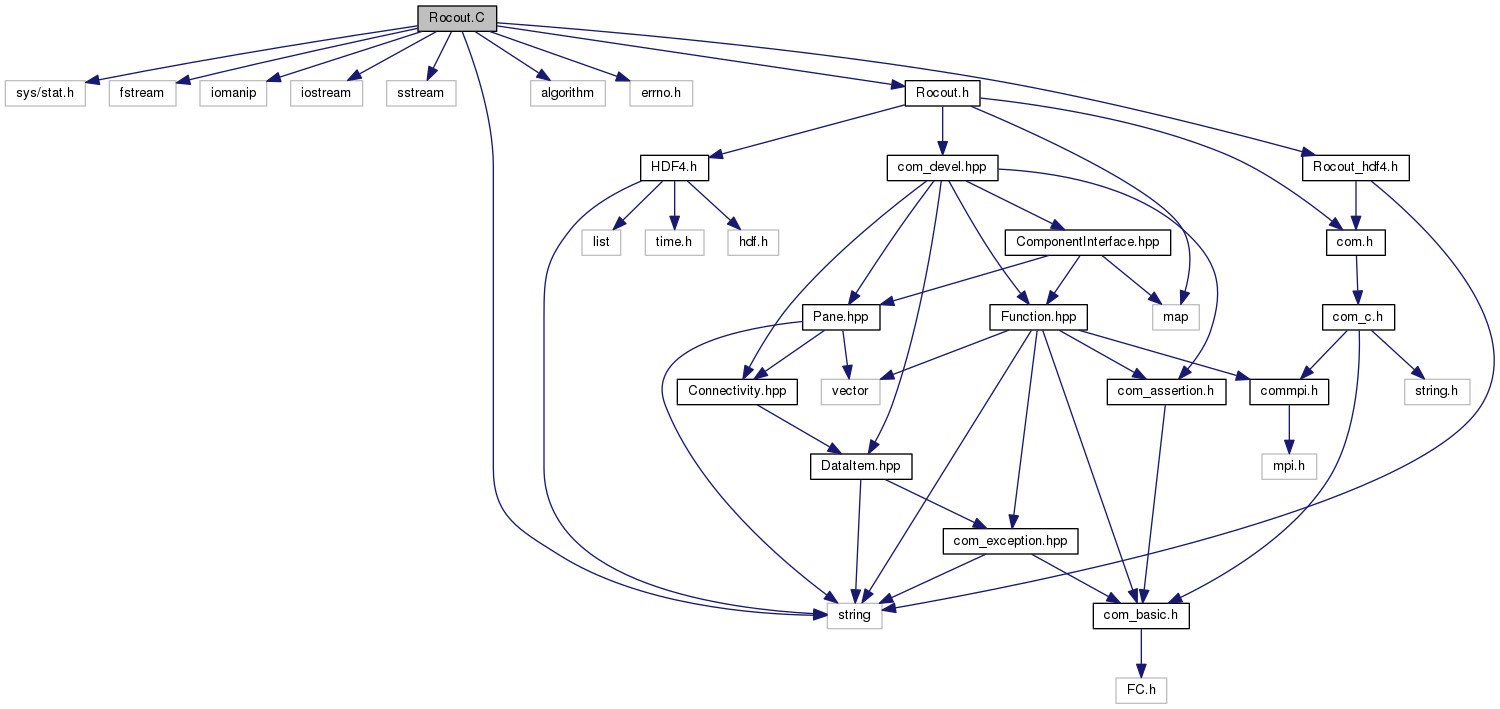 Rocout.C
sys/stat.h
fstream
iomanip
iostream
sstream
algorithm
errno.h
Rocout.h
HDF4.h
com_devel.hpp
Rocout_hdf4.h
list
time.h
hdf.h
ComponentInterface.hpp
com.h
Pane.hpp
Function.hpp
map
com_c.h
Connectivity.hpp
vector
com_assertion.h
commpi.h
string.h
DataItem.hpp
mpi.h
com_exception.hpp
string
com_basic.h
FC.h